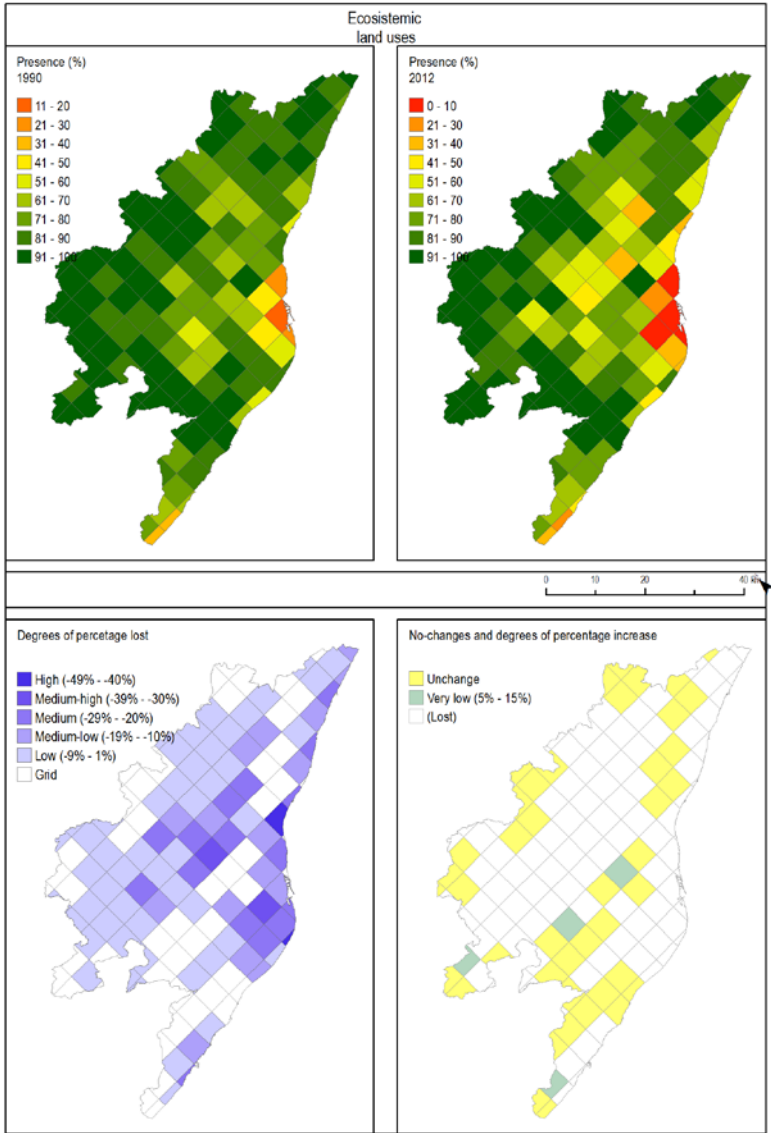 Ecosistemic
land uses
Presence (%)
1990
11 - 20
21 - 30
31 - 40
41 - 50
51 - 60
61 - 70
71 - 80
81 - 90
91 - 100
Presence (%)
2012
0 - 10
21 - 30
31 - 40
41 - 50
51 - 60
61 - 70
71 - 80
81 - 90
91 - 100
0 10 20 40
Degrees of percetage lost
High (-49% - -40%)
Medium-high (-39% - -30%)
Medium (-29% - -20%)
Medium-low (-19% - -10%)
Low (-9% - 1%)
Grid
No-changes and degrees of percentage increase
Unchange
Very low (5% - 15%)
(Lost)